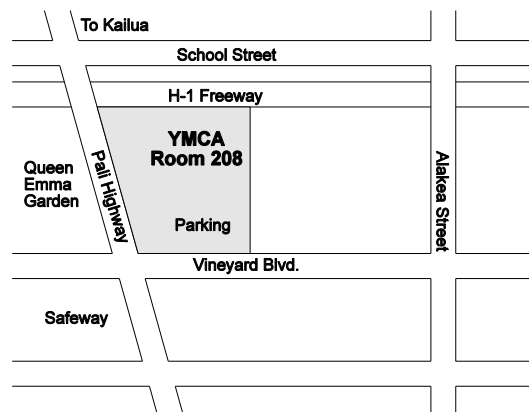 To Kailua
School Street
H-1 Freeway
YMCA
Room 208
Queen
Emma
Garden
Pali Highway
Alakea Street
Parking
Vineyard Blvd.
Safeway